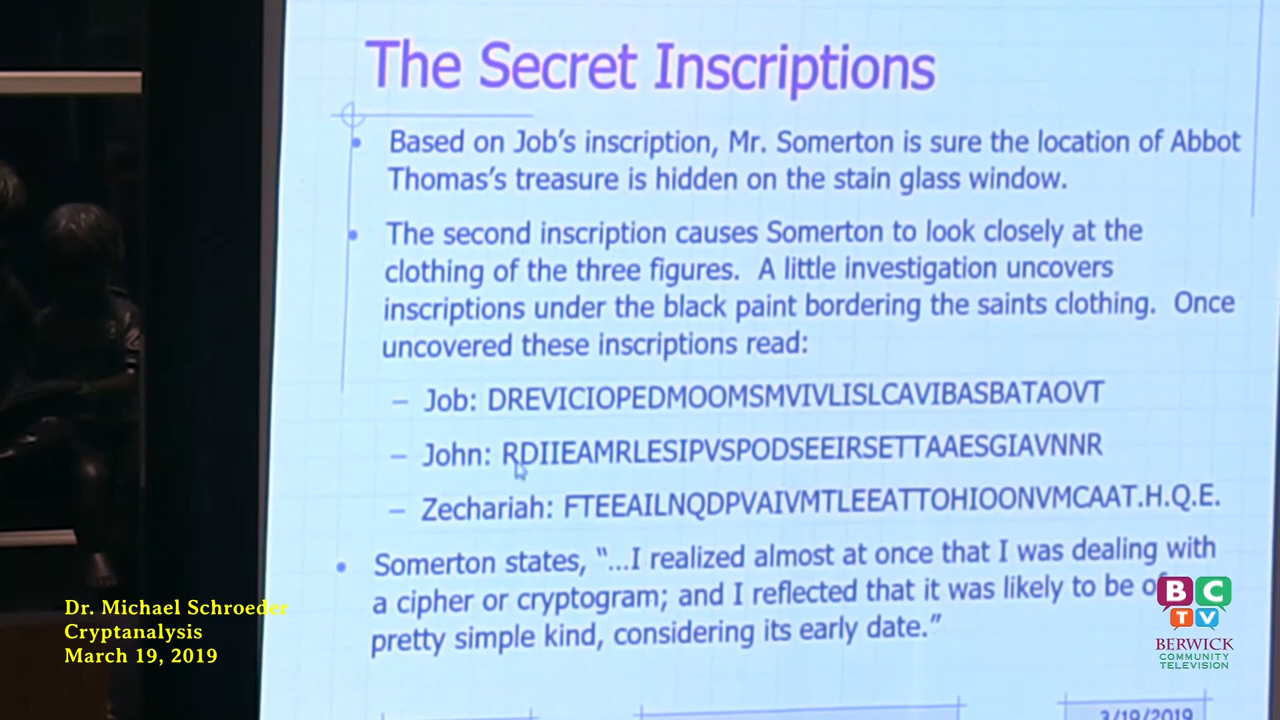 The Secret Inscriptions
Based on Job's inscription, Mr. Somerton is sure the location of Abbot
Thomas's treasure is hidden on the stain glass window.
The second inscription causes Somerton to look closely at the
clothing of the three figures. A little investigation uncovers
inscriptions under the black paint bordering the saints clothing. Once
uncovered these inscriptions read:
– Job: DREVICIOPEDMOOMSMVIVLISLCAVIBASBATAOVT
– John: RDIIEAMRLESIPVSPODSEEIRSETTAAESGIAVNNR
– Zechariah: FTEEAILNQDPVAIVMTLEEATTOHIOONVMCAAT.H.Q.E.
Somerton states, "...I realized almost at once that I was dealing with
a cipher or cryptogram; and I reflected that it was likely to be
pretty simple kind, considering its early date."
3/19/2019
Dr. Michael Schroeder
Cryptanalysis
March 19, 2019
BCTV
BERWICK
COMMUNITY
TELEVISION